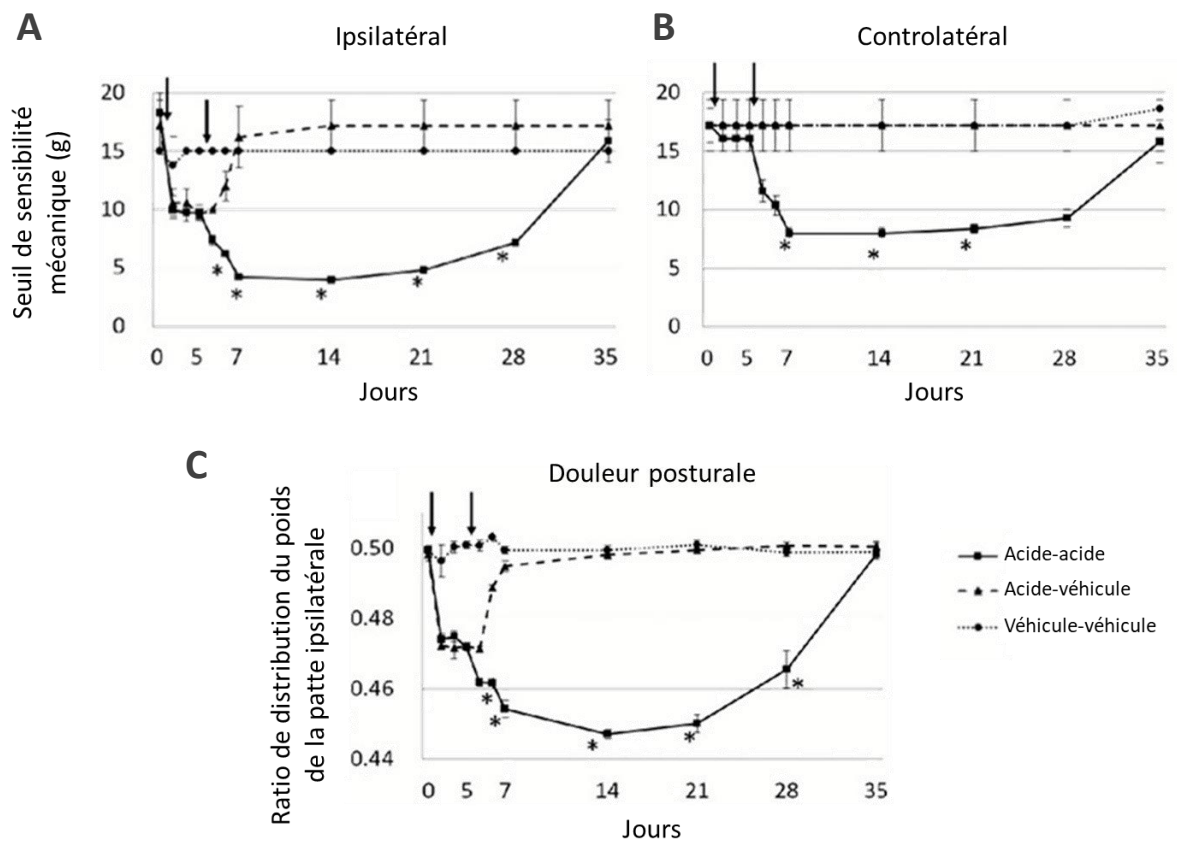 A
Ipsilatéral
B
Controlatéral
Seuil de sensibilité
mécanique (g)
20
15
10
5
0
0 5 7 14 21 28 35
Jours
20
15
10
5
0
0 5 7 14 21 28 35
Jours
*
*
*
*
*
*
*
*
C
Douleur posturale
Ratio de distribution du poids
de la patte ipsilatérale
0.50
0.48
0.46
0.44
0 5 7 14 21 28 35
Jours
*
*
*
*
*
Acide-acide
Acide-véhicule
Véhicule-véhicule